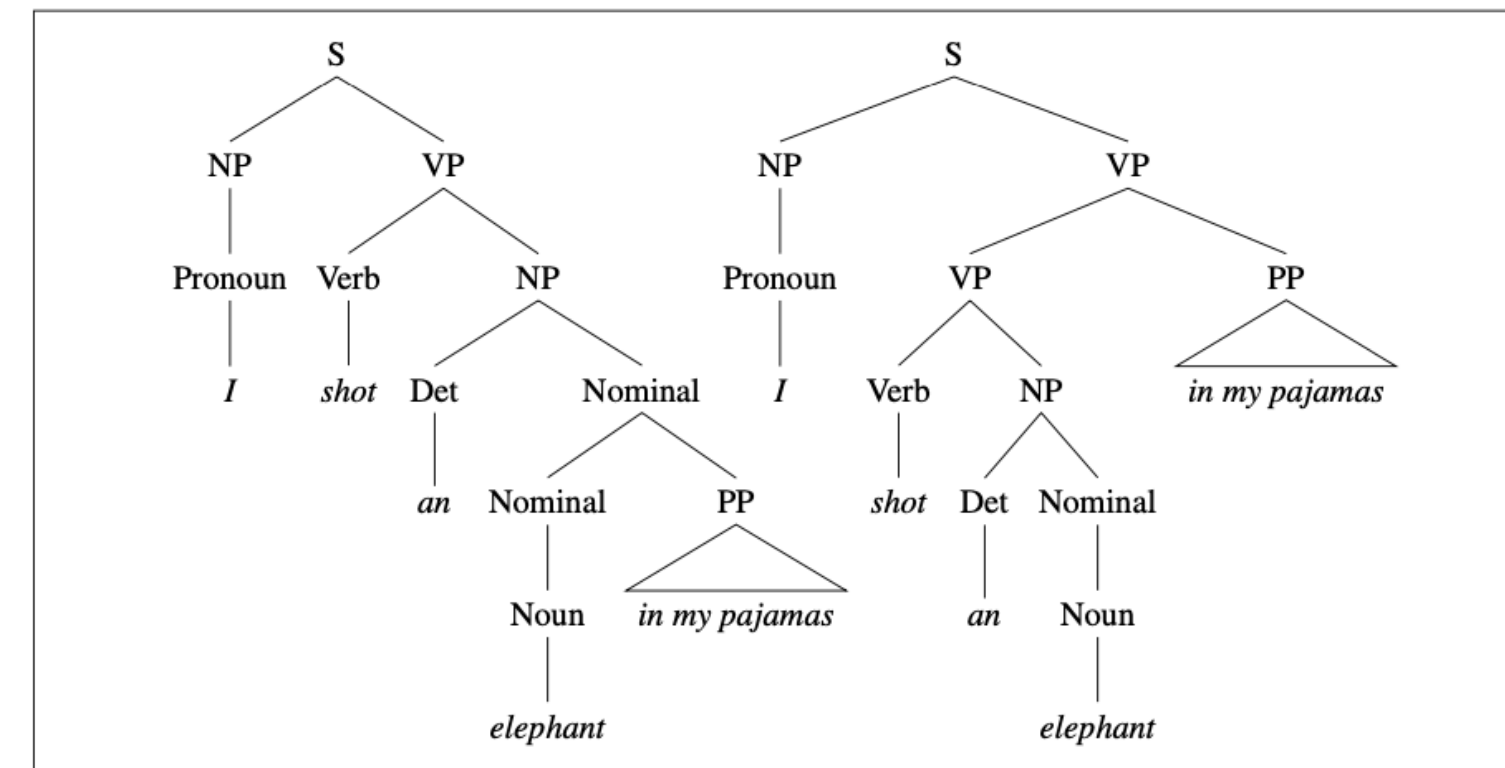 S S
NP VP NP VP
Pronoun Verb NP Pronoun VP PP
I shot Det Nominal I Verb NP in my pajamas
an Nominal PP shot Det Nominal
Noun in my pajamas an Noun
elephant elephant